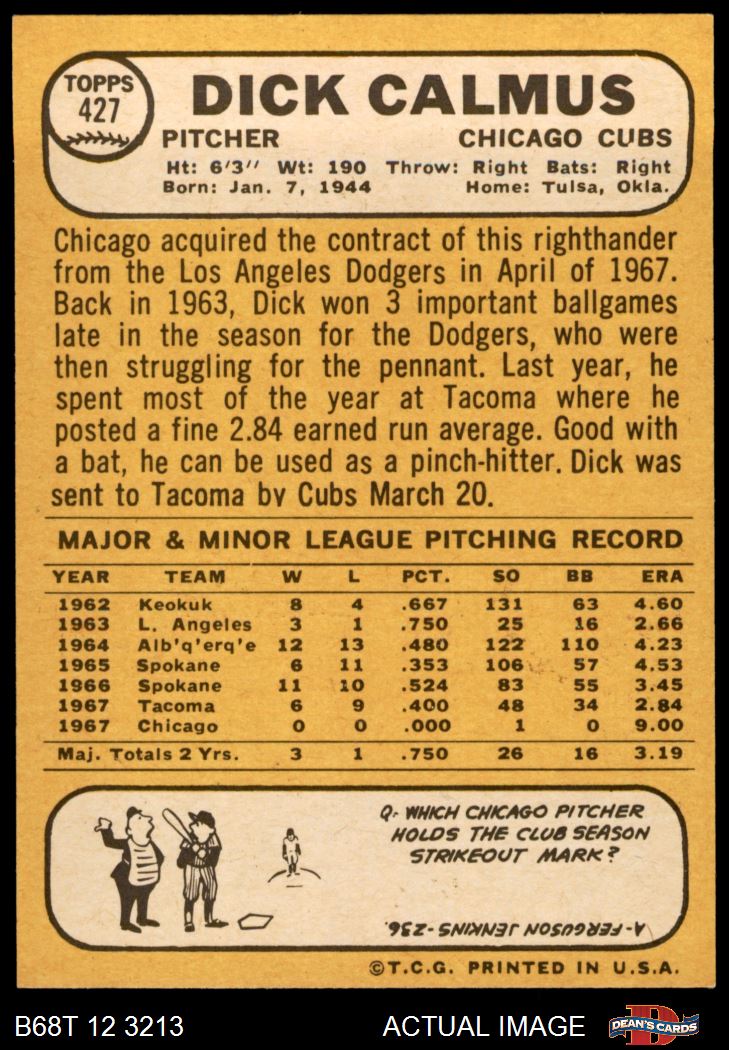 TOPPS
427
DICK CALMUS
PITCHER CHICAGO CUBS
Ht: 6'3'' Wt: 190 Throw: Right Bats: Right
Born: Jan. 7, 1944 Home: Tulsa, Okla.
Chicago acquired the contract of this righthander
from the Los Angeles Dodgers in April of 1967.
Back in 1963, Dick won 3 important ballgames
late in the season for the Dodgers, who were
then struggling for the pennant. Last year, he
spent most of the year at Tacoma where he
posted a fine 2.84 earned run average. Good with
a bat, he can be used as a pinch-hitter. Dick was
sent to Tacoma by Cubs March 20.
MAJOR & MINOR LEAGUE PITCHING RECORD
YEAR TEAM W L PCT. SO BB ERA
1962 Keokuk 8 4 .667 131 63 4.60
1963 L. Angeles 3 1 .750 25 16 2.66
1964 Alb'q'erq'e 12 13 .480 122 110 4.23
1965 Spokane 6 11 .353 106 57 4.53
1966 Spokane 11 10 .524 83 55 3.45
1967 Tacoma 6 9 .400 48 34 2.84
1967 Chicago 0 0 .000 1 0 9.00
Maj. Totals 2 Yrs. 3 1 .750 26 16 3.19
Q- WHICH CHICAGO PITCHER
HOLDS THE CLUB SEASON
STRIKEOUT MARK?
A- FERGUSON JENKINS - 236.
©T.C.G. PRINTED IN U.S.A.
B68T 12 3213 ACTUAL IMAGE D DEAN'S CARDS